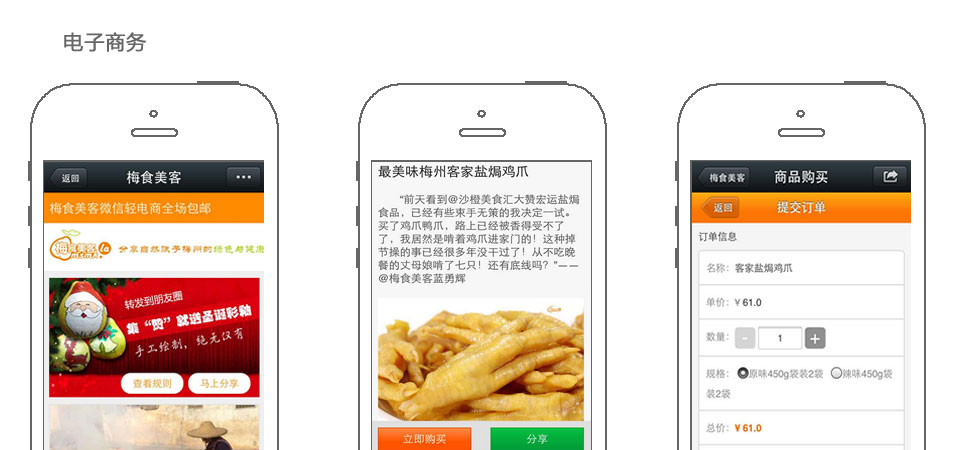 电子商务
返回
梅食美客
梅食美客微信轻电商全场包邮
梅食美客
分享自然赋予梅州的绿色与健康
转发到朋友圈
集“赞”就送圣诞彩釉
手工绘制，绝无仅有
查看规则
马上分享
最美味梅州客家盐焗鸡爪
“前天看到@沙橙美食汇大赞宏运盐焗
食品，已经有些束手无策的我决定一试。
买了鸡爪鸭爪，路上已经被香得受不了
了，我居然是啃着鸡爪进家门的！这种掉
节操的事已经很多年没干过了！从不吃晚
餐的丈母娘啃了七只！还有底线吗？”——
@梅食美客蓝勇辉
立即购买
分享
梅食美客
商品购买
返回
提交订单
订单信息
名称：客家盐焗鸡爪
单价：￥61.0
数量： - 1 +
规格： 原味450g袋装2袋 辣味450g袋
装2袋
总价：￥61.0